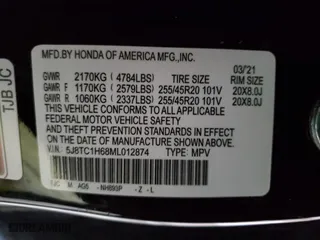 MFD. BY HONDA OF AMERICA MFG.,INC.
03/'21
GVWR 2170KG (4784LBS) TIRE SIZE RIM SIZE
GAWR F 1170KG (2579LBS) 255/45R20 101V 20X8.0J
GAWR R 1060KG (2337LBS) 255/45R20 101V 20X8.0J
THIS VEHICLE CONFORMS TO ALL APPLICABLE
FEDERAL MOTOR VEHICLE SAFETY AND
THEFT PREVENTION STANDARDS IN EFFECT
ON THE DATE OF MANUFACTURE SHOWN ABOVE.
V.I.N: 5J8TC1H68ML012874 TYPE: MPV
TJB JC